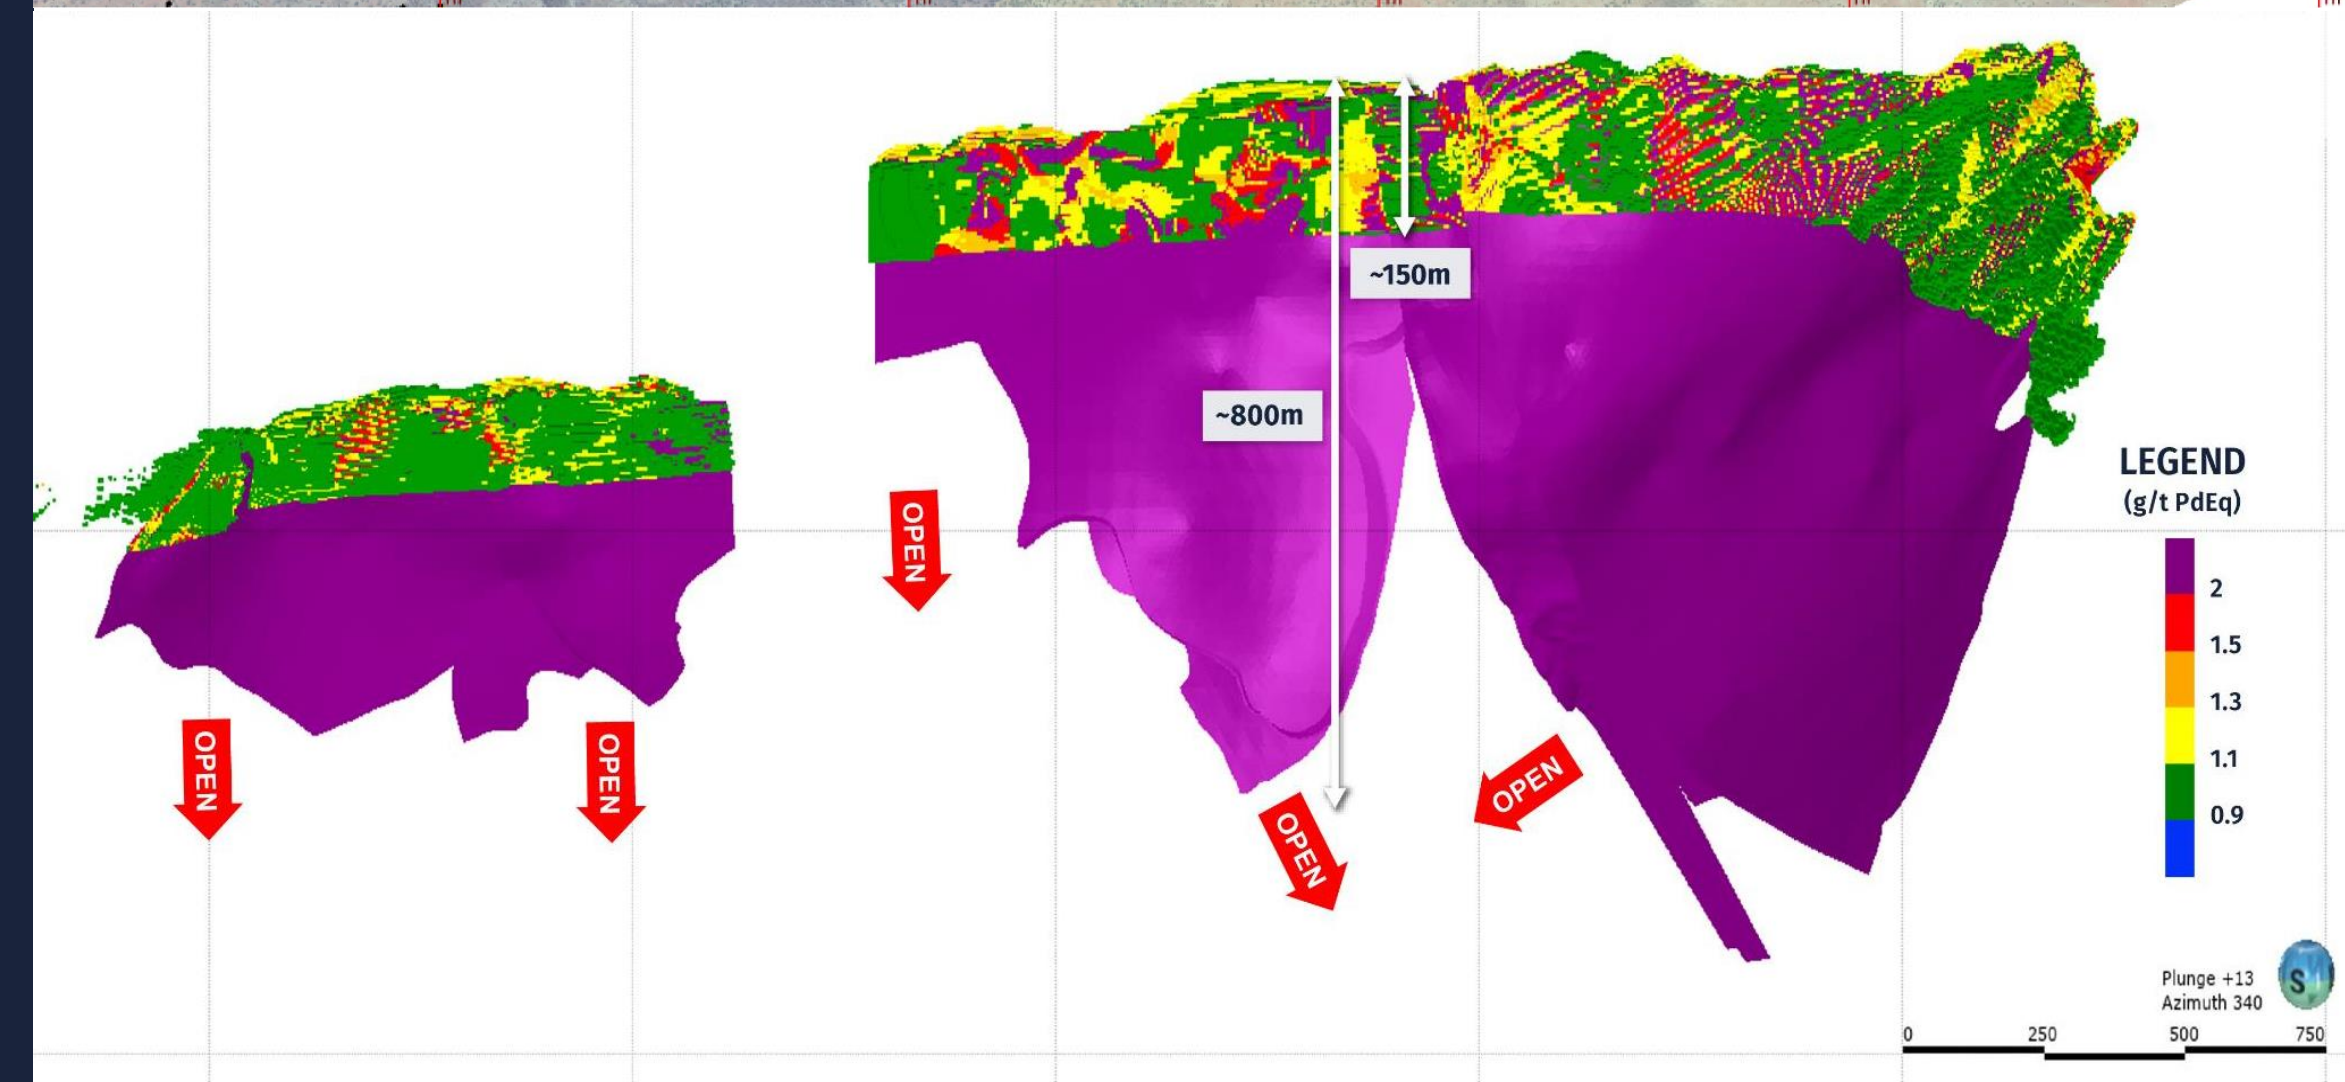 ~150m
~800m
OPEN
OPEN
OPEN
OPEN
OPEN
LEGEND
(g/t PdEq)
2
1.5
1.3
1.1
0.9
Plunge +13
Azimuth 340
S
0 250 500 750